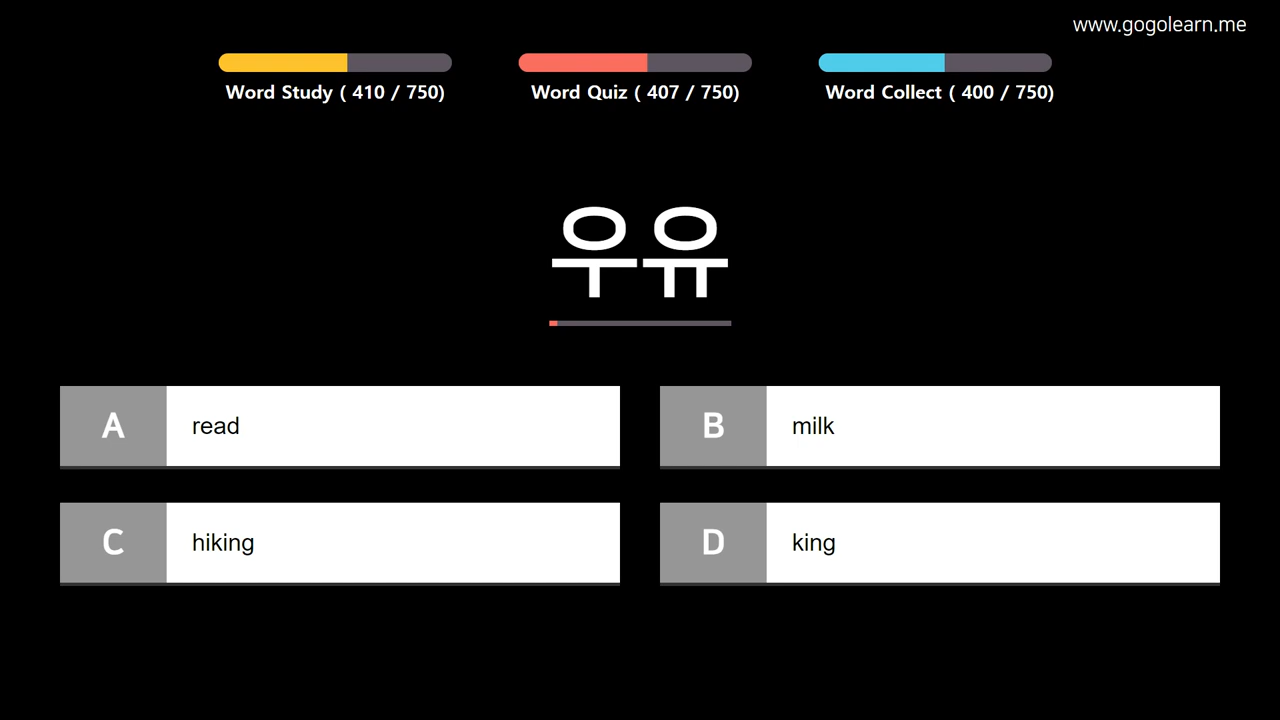 www.gogolearn.me
Word Study ( 410 / 750)
Word Quiz ( 407 / 750)
Word Collect ( 400 / 750)
우유
A read
B milk
C hiking
D king